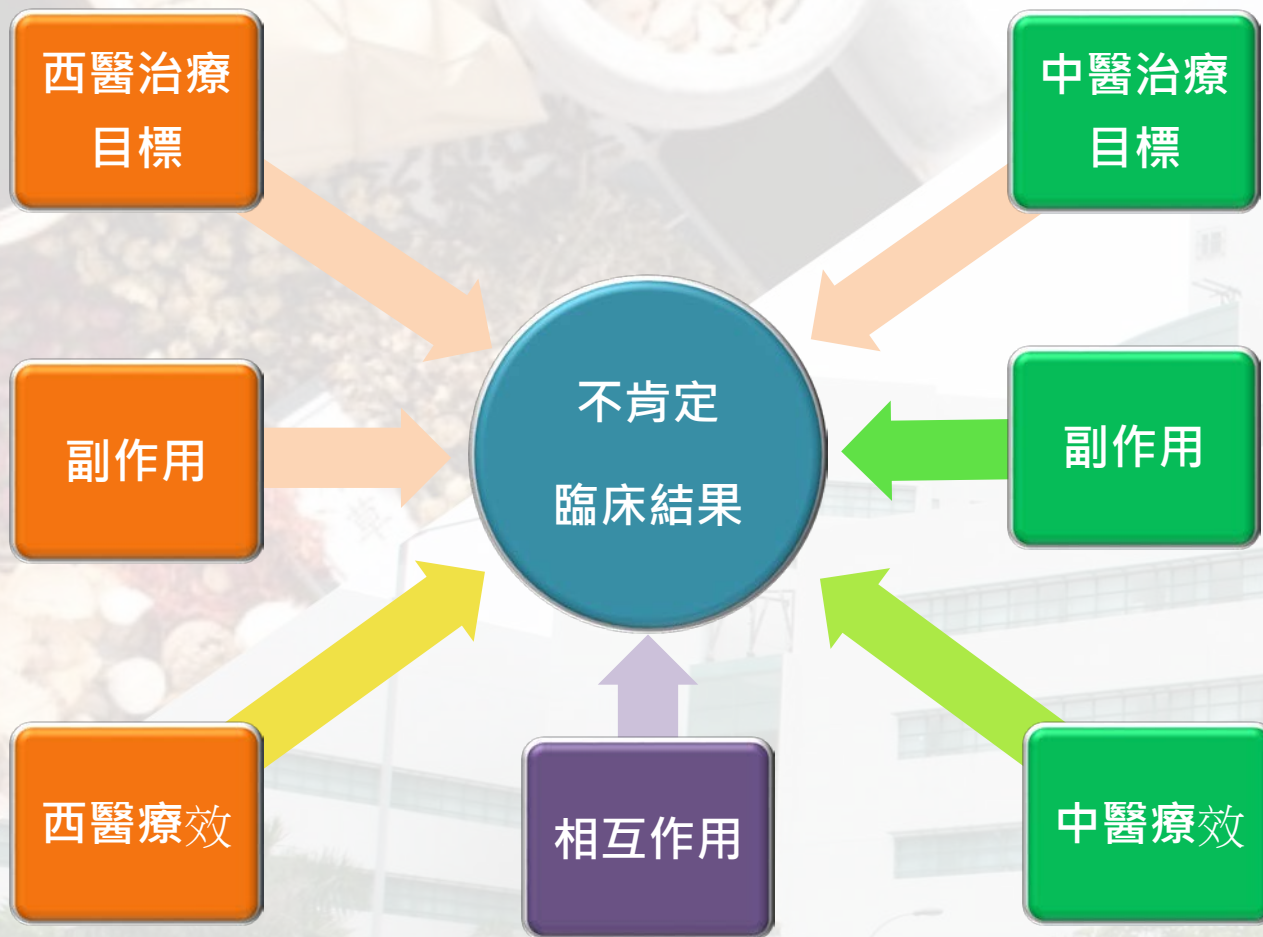 西醫治療
目標
中醫治療
目標
不肯定
臨床結果
副作用
副作用
西醫療效
相互作用
中醫療效